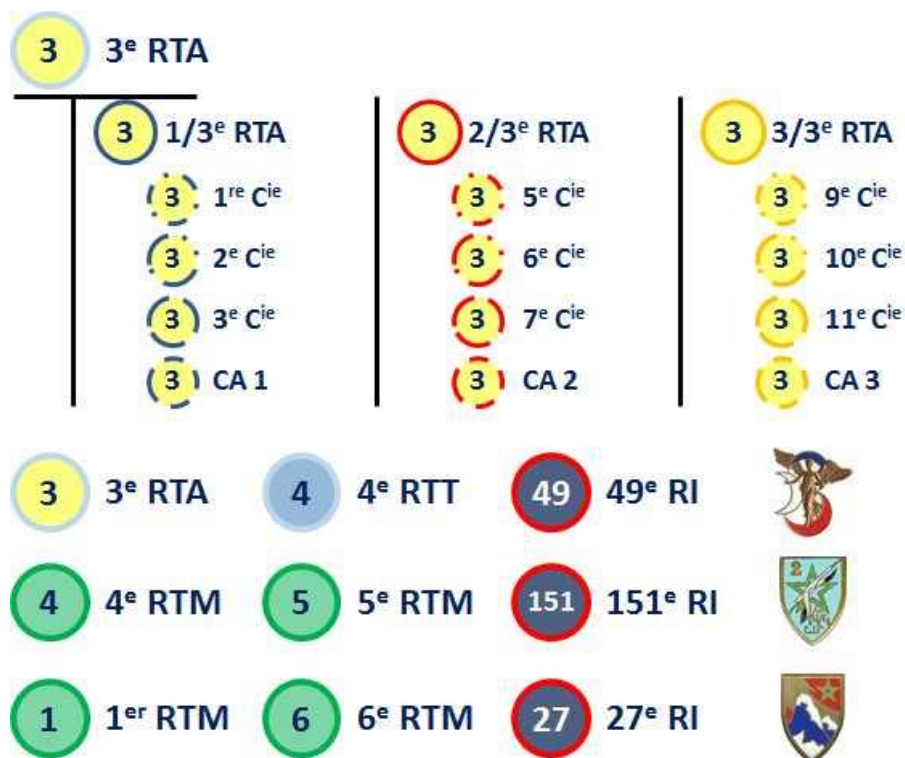 3 3ᵉ RTA
3 1/3ᵉ RTA 3 2/3ᵉ RTA 3 3/3ᵉ RTA
3 1ʳᵉ Cⁱᵉ 3 5ᵉ Cⁱᵉ 3 9ᵉ Cⁱᵉ
3 2ᵉ Cⁱᵉ 3 6ᵉ Cⁱᵉ 3 10ᵉ Cⁱᵉ
3 3ᵉ Cⁱᵉ 3 7ᵉ Cⁱᵉ 3 11ᵉ Cⁱᵉ
3 CA 1 3 CA 2 3 CA 3
3 3ᵉ RTA 4 4ᵉ RTT 49 49ᵉ RI 3
4 4ᵉ RTM 5 5ᵉ RTM 151 151ᵉ RI 2
1 1ᵉʳ RTM 6 6ᵉ RTM 27 27ᵉ RI